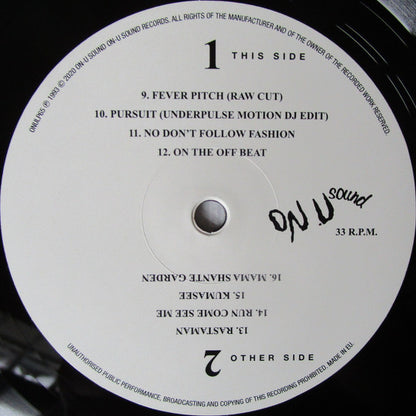 ONULP65 ℗ 1993 © 2020 ON-U SOUND RECORDS. ALL RIGHTS OF THE MANUFACTURER AND OF THE OWNER OF THE RECORDED WORK RESERVED.
1 THIS SIDE
9. FEVER PITCH (RAW CUT)
10. PURSUIT (UNDERPULSE MOTION DJ EDIT)
11. NO DON'T FOLLOW FASHION
12. ON THE OFF BEAT
ON.U sound
33 R.P.M.
2 OTHER SIDE
13. RASTAMAN
14. RUN COME SEE ME
15. KUMASEE
16. MAMA SHANTE GARDEN
UNAUTHORISED PUBLIC PERFORMANCE, BROADCASTING AND COPYING OF THIS RECORDING PROHIBITED. MADE IN EU.